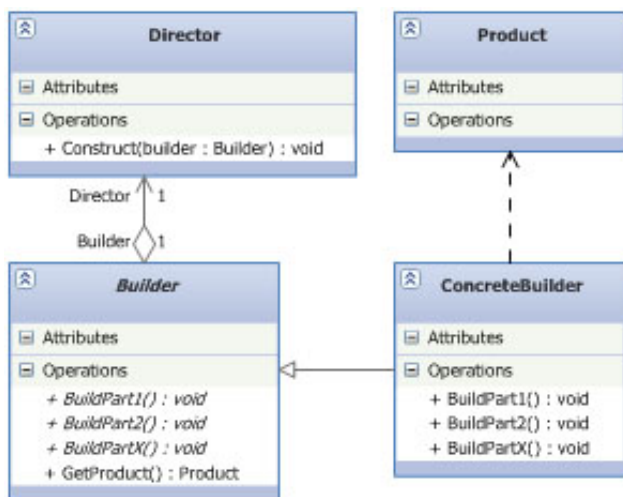 Director
Attributes
Operations
+ Construct(builder : Builder) : void
Product
Attributes
Operations
Director 1
Builder 1
Builder
Attributes
Operations
+ BuildPart1() : void
+ BuildPart2() : void
+ BuildPartX() : void
+ GetProduct() : Product
ConcreteBuilder
Attributes
Operations
+ BuildPart1() : void
+ BuildPart2() : void
+ BuildPartX() : void